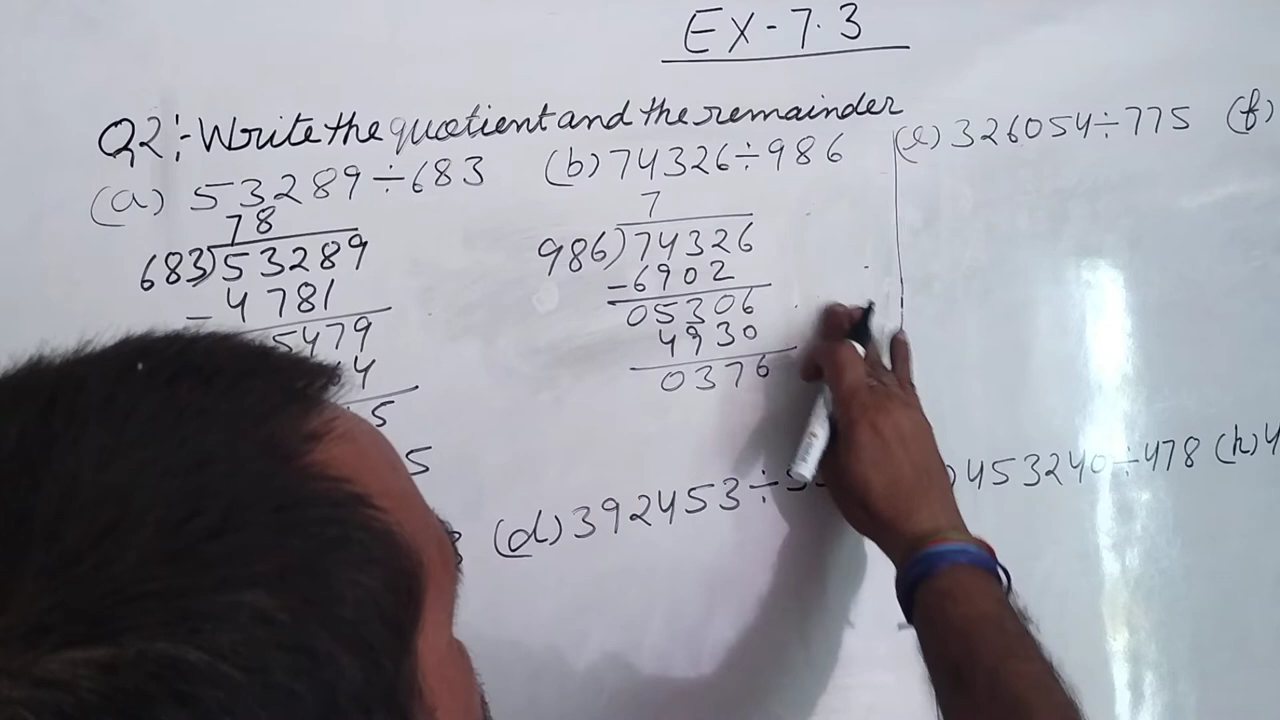 EX-7.3
Q2:-Write the quotient and the remainder
(a) 53289÷683
78
683)53289
-4781
5479
4
5
5
(b) 74326÷986
7
986)74326
-6902
05306
4930
0376
(d) 392453÷
(e) 326054÷775
(f)
)453240÷478
(h) 4